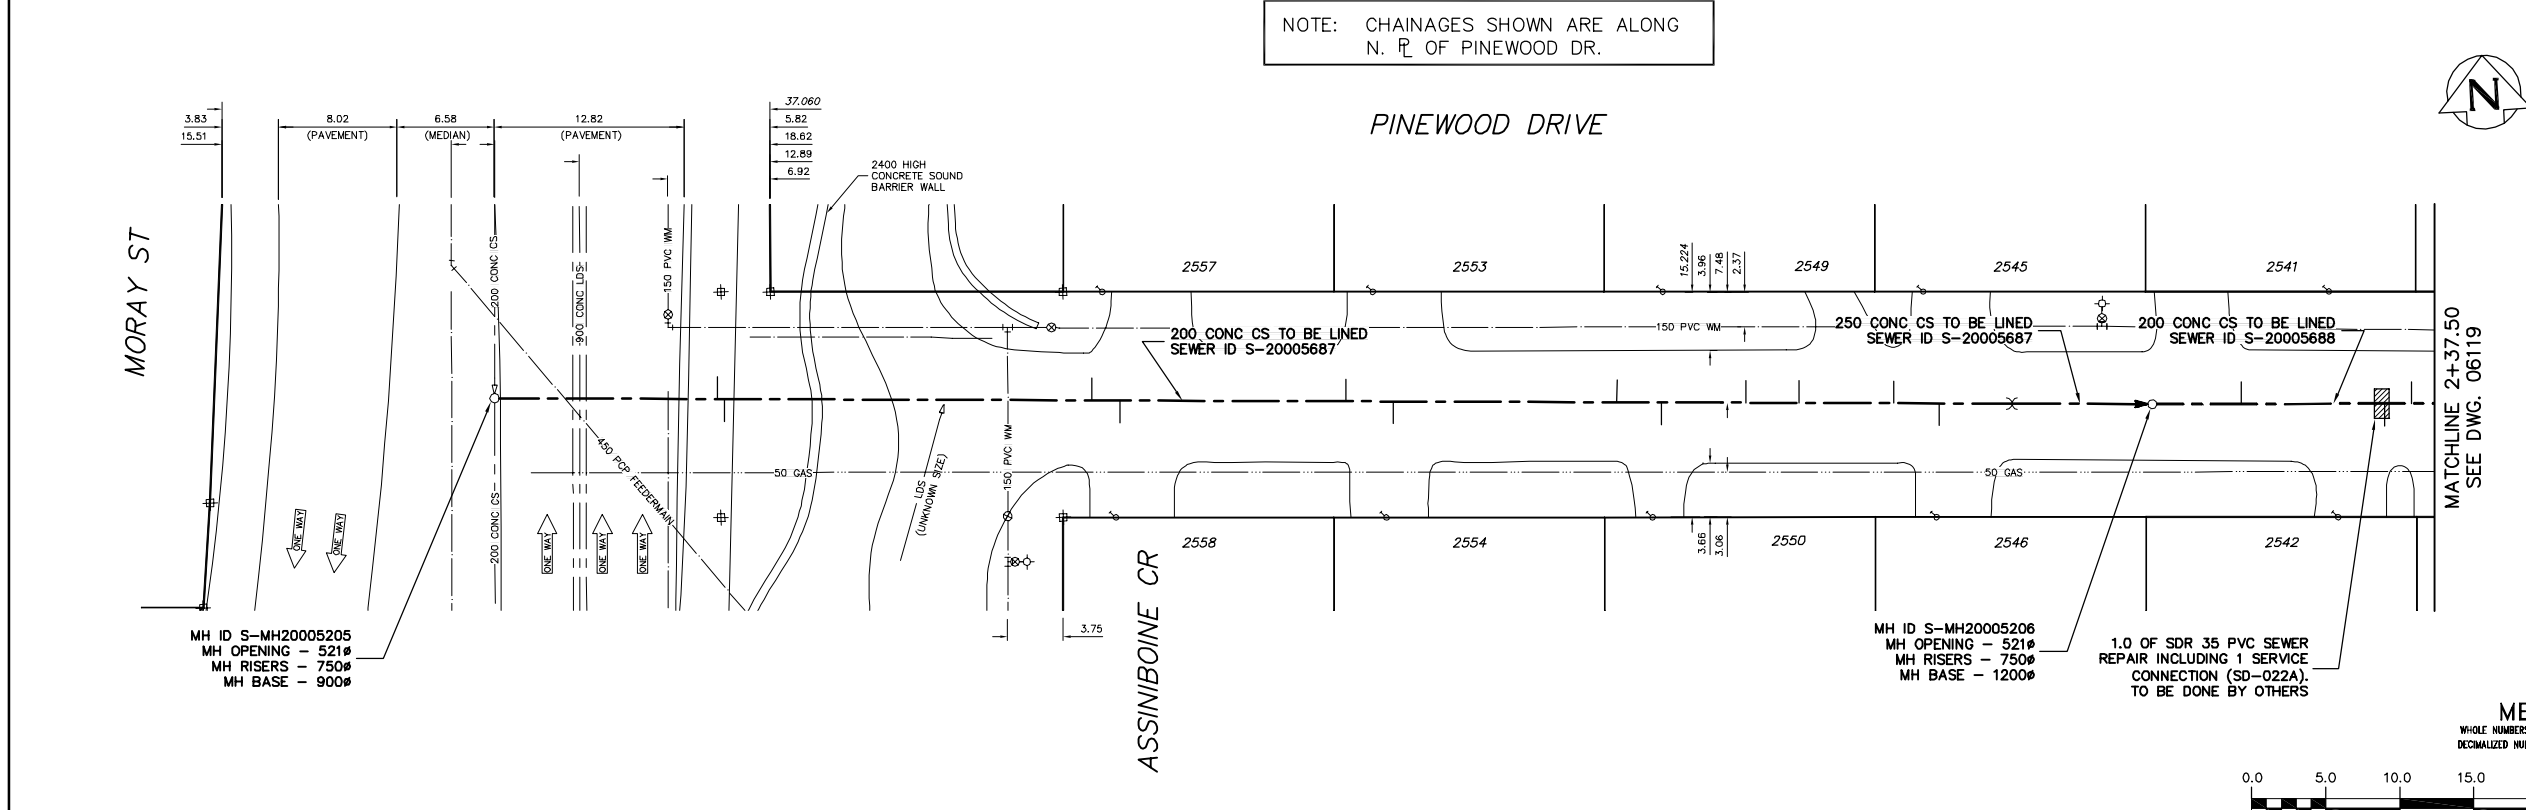 NOTE: CHAINAGES SHOWN ARE ALONG
N. PL OF PINEWOOD DR.
N
PINEWOOD DRIVE
37.060
3.83
8.02
6.58
12.82
5.82
15.51
(PAVEMENT)
(MEDIAN)
(PAVEMENT)
18.62
12.89
6.92
2400 HIGH
CONCRETE SOUND
BARRIER WALL
MORAY ST
200 CONC CS
900 CONC LDS
150 PVC WM
2557
2553
15.224
3.96
7.48
2.37
2549
2545
2541
150 PVC WM
200 CONC CS TO BE LINED
SEWER ID S-20005687
250 CONC CS TO BE LINED
SEWER ID S-20005687
200 CONC CS TO BE LINED
SEWER ID S-20005688
MATCHLINE 2+37.50
SEE DWG. 06119
450 PCP FEEDERMAIN
50 GAS
LDS
(UNKNOWN SIZE)
150 PVC WM
50 GAS
200 CONC CS
ONE WAY
ONE WAY
ONE WAY
ONE WAY
ONE WAY
2558
2554
3.66
3.06
2550
2546
2542
ASSINIBOINE CR
3.75
MH ID S-MH20005205
MH OPENING - 521ø
MH RISERS - 750ø
MH BASE - 900ø
MH ID S-MH20005206
MH OPENING - 521ø
MH RISERS - 750ø
MH BASE - 1200ø
1.0 OF SDR 35 PVC SEWER
REPAIR INCLUDING 1 SERVICE
CONNECTION (SD-022A).
TO BE DONE BY OTHERS
WHOLE NUMBERS
0.0 5.0 10.0 15.0